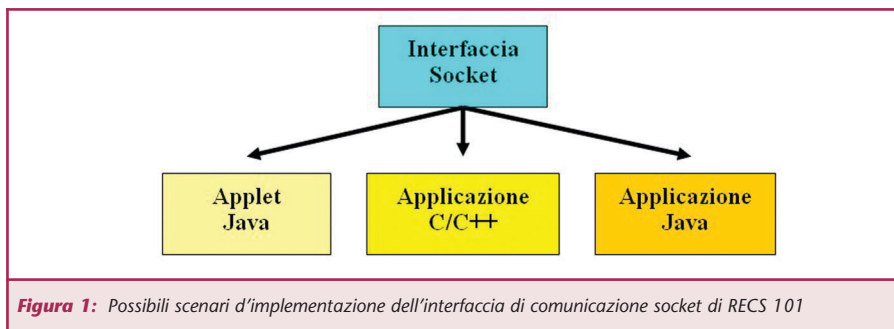 Interfaccia
Socket
Applet
Java
Applicazione
C/C++
Applicazione
Java
Figura 1: Possibili scenari d'implementazione dell'interfaccia di comunicazione socket di RECS 101